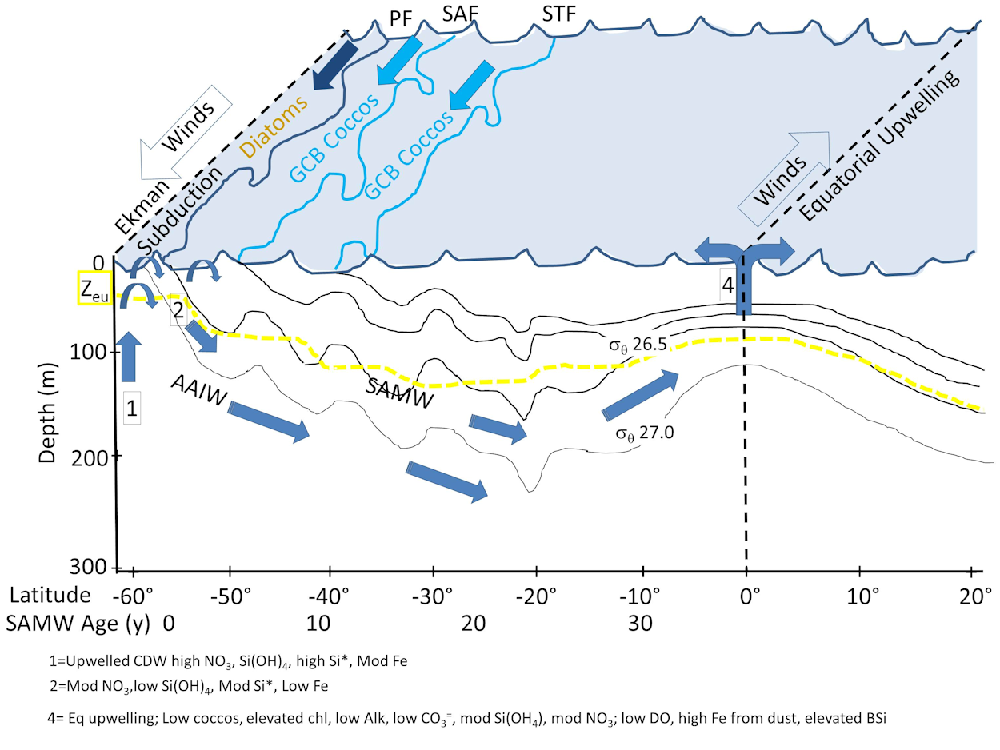 PF SAF STF
Winds
Diatoms
GCB Coccos
GCB Coccos
Ekman
Subduction
Winds
Equatorial Upwelling
0
Zeu
4
2
100
σθ 26.5
AAIW
SAMW
1
σθ 27.0
Depth (m)
200
300
Latitude -60° -50° -40° -30° -20° -10° 0° 10° 20°
SAMW Age (y) 0 10 20 30
1=Upwelled CDW high NO3, Si(OH)4, high Si*, Mod Fe
2=Mod NO3,low Si(OH)4, Mod Si*, Low Fe
4= Eq upwelling; Low coccos, elevated chl, low Alk, low CO3=, mod Si(OH4), mod NO3; low DO, high Fe from dust, elevated BSi